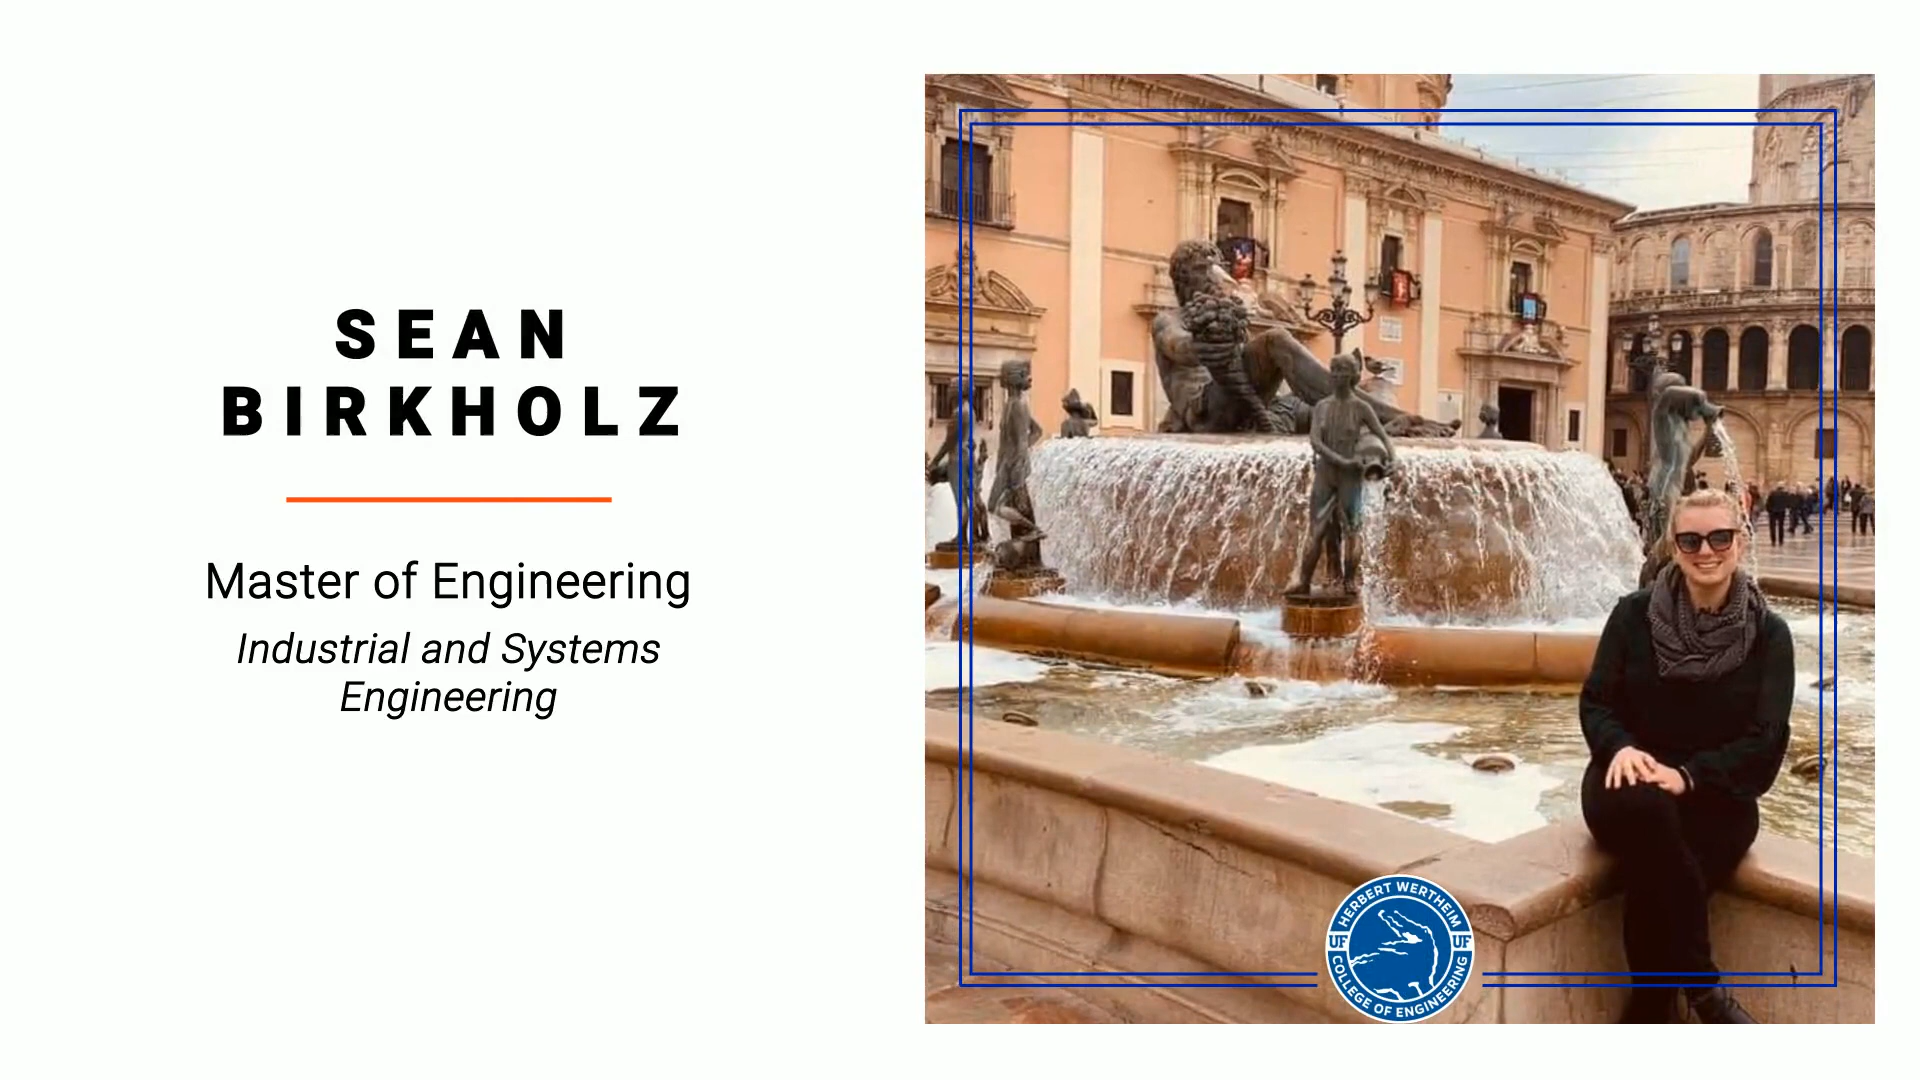 SEAN
BIRKHOLZ
Master of Engineering
Industrial and Systems
Engineering
HERBERT WERTHEIM
UF UF
COLLEGE OF ENGINEERING